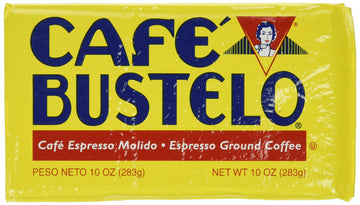 CAFÉ
BUSTELO®
Café Espresso Molido • Espresso Ground Coffee Ⓤ
PESO NETO 10 OZ (283g) NET WT 10 OZ (283g)